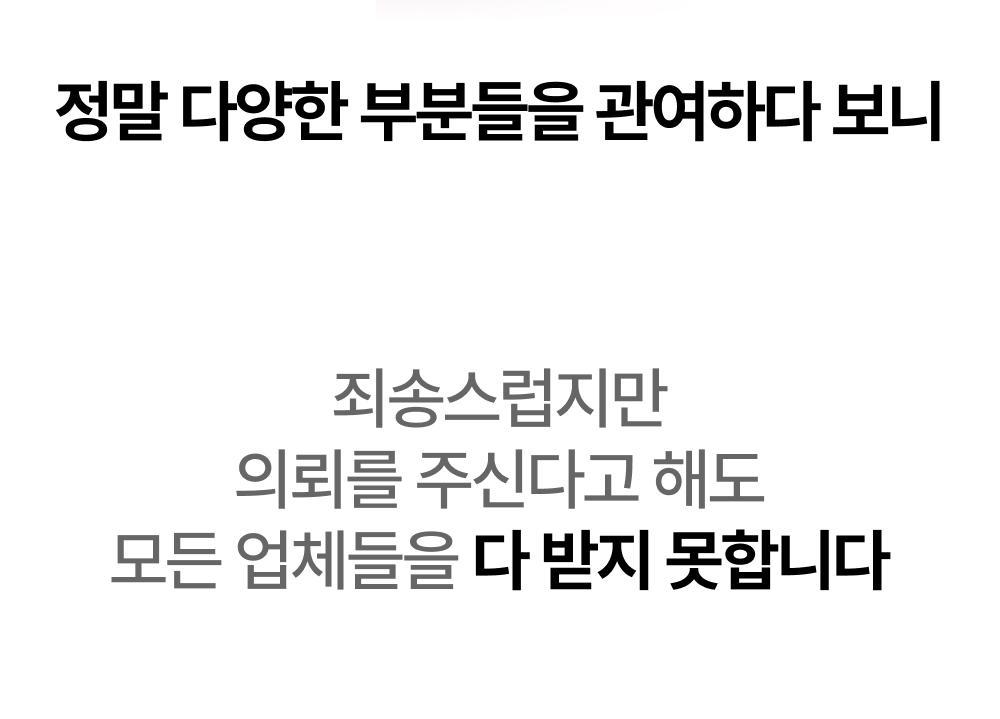 정말 다양한 부분들을 관여하다 보니
죄송스럽지만
의뢰를 주신다고 해도
모든 업체들을 다 받지 못합니다